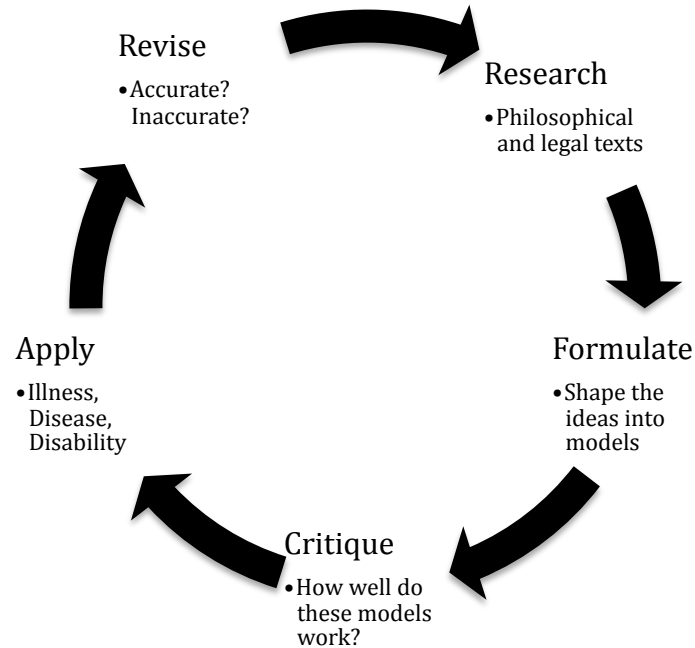 Revise
•Accurate?
Inaccurate?
Research
•Philosophical
and legal texts
Formulate
•Shape the
ideas into
models
Critique
•How well do
these models
work?
Apply
•Illness,
Disease,
Disability